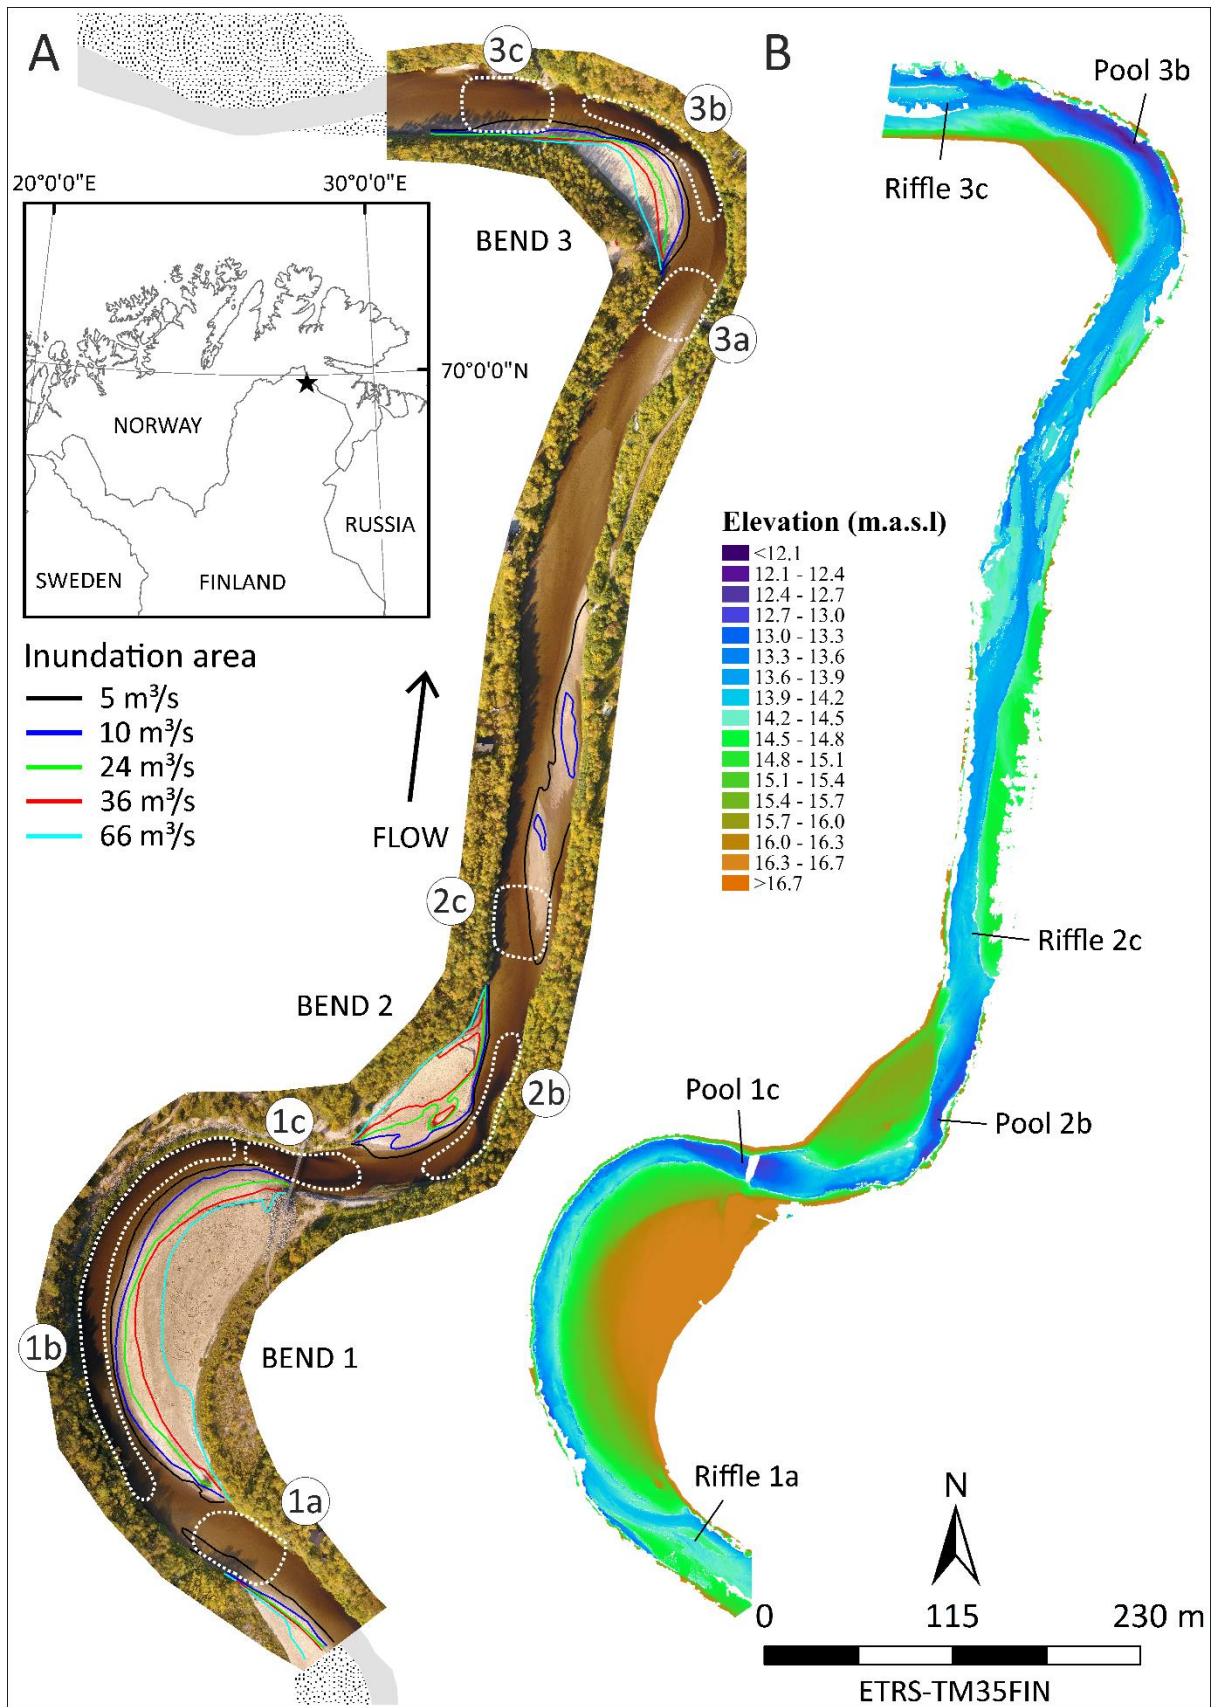 A
B
3c
3b
Pool 3b
Riffle 3c
20°0'0"E
30°0'0"E
BEND 3
3a
70°0'0"N
NORWAY
RUSSIA
SWEDEN
FINLAND
Elevation (m.a.s.l)
<12.1
12.1 - 12.4
12.4 - 12.7
12.7 - 13.0
13.0 - 13.3
13.3 - 13.6
13.6 - 13.9
13.9 - 14.2
14.2 - 14.5
14.5 - 14.8
14.8 - 15.1
15.1 - 15.4
15.4 - 15.7
15.7 - 16.0
16.0 - 16.3
16.3 - 16.7
>16.7
Inundation area
5 m³/s
10 m³/s
24 m³/s
36 m³/s
66 m³/s
FLOW
2c
Riffle 2c
BEND 2
2b
Pool 1c
Pool 2b
1c
1b
BEND 1
1a
Riffle 1a
N
0 115 230 m
ETRS-TM35FIN